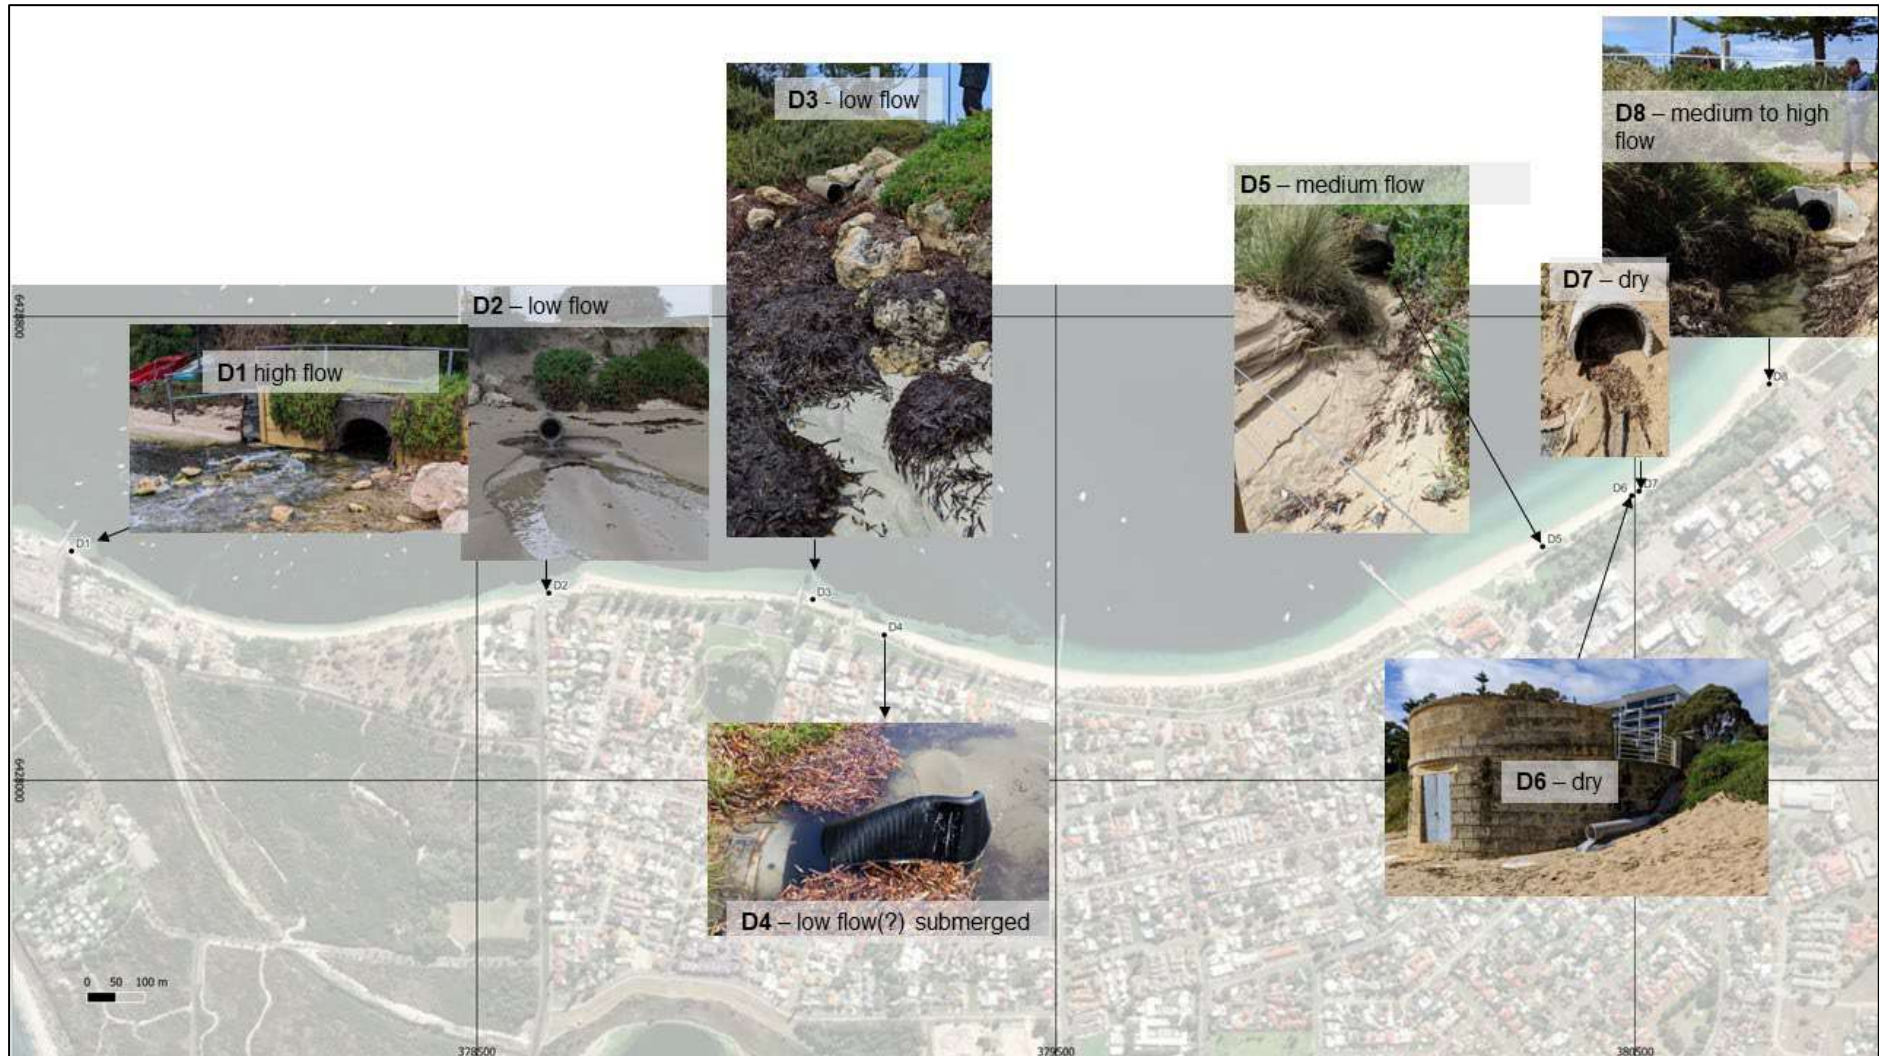 D8 – medium to high
flow
D3 - low flow
D5 – medium flow
D7 – dry
D2 – low flow
D1 high flow
6428800
D8
D7
D6
D1
D5
D2
D3
D4
6428000
D6 – dry
D4 – low flow(?) submerged
0 50 100 m
378500
379500
380500